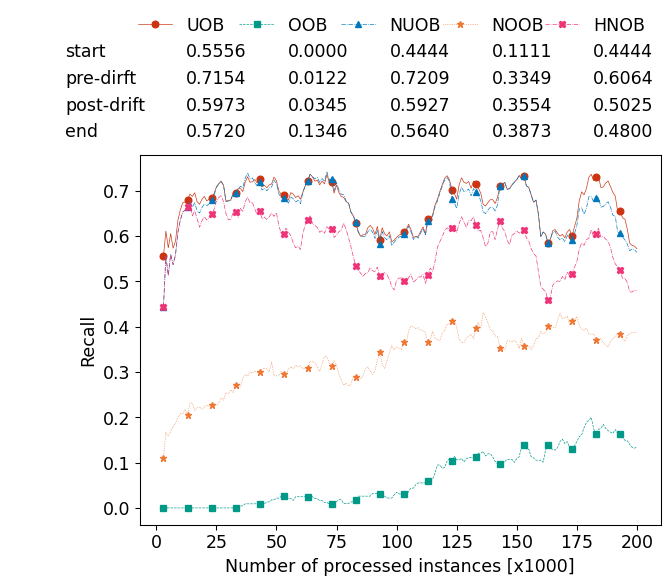 UOB OOB NUOB NOOB HNOB
start 0.5556 0.0000 0.4444 0.1111 0.4444
pre-dirft 0.7154 0.0122 0.7209 0.3349 0.6064
post-drift 0.5973 0.0345 0.5927 0.3554 0.5025
end 0.5720 0.1346 0.5640 0.3873 0.4800
0.7
0.6
0.5
0.4
0.3
0.2
0.1
0.0
Recall
0 25 50 75 100 125 150 175 200
Number of processed instances [x1000]